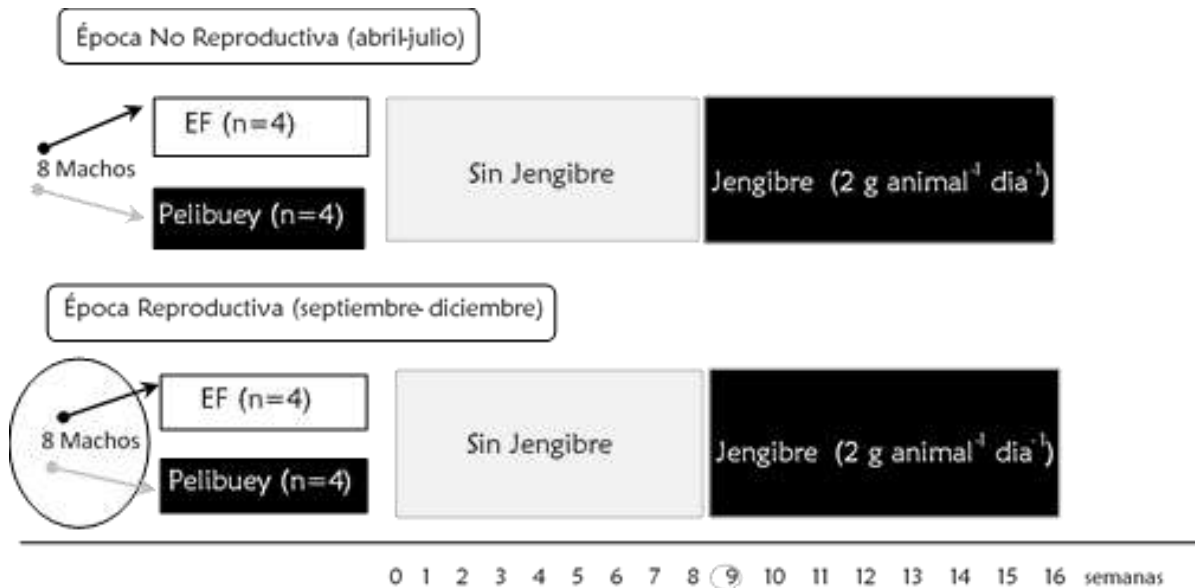 Época No Reproductiva (abril-julio)
EF (n=4)
8 Machos
Pelibuey (n=4)
Sin Jengibre
Jengibre (2 g animal⁻¹ dia⁻¹)
Época Reproductiva (septiembre- diciembre)
EF (n=4)
8 Machos
Pelibuey (n=4)
Sin Jengibre
Jengibre (2 g animal⁻¹ dia⁻¹)
0 1 2 3 4 5 6 7 8 9 10 11 12 13 14 15 16 semanas